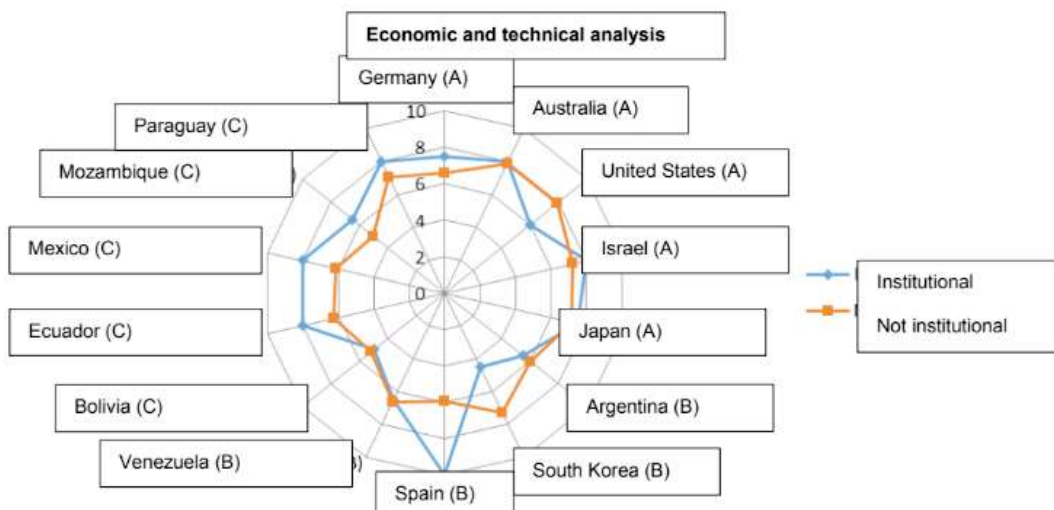 Economic and technical analysis
Germany (A)
Paraguay (C)
Australia (A)
Mozambique (C)
United States (A)
Mexico (C)
Israel (A)
Ecuador (C)
Japan (A)
Bolivia (C)
Argentina (B)
Venezuela (B)
South Korea (B)
Spain (B)
10
8
6
4
2
0
Institutional
Not institutional